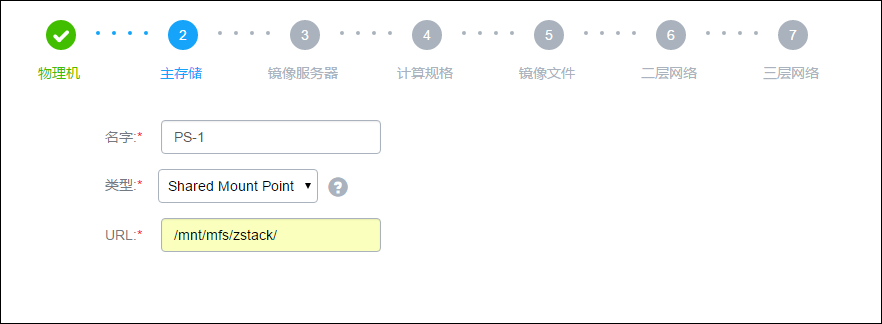 2 3 4 5 6 7
物理机 主存储 镜像服务器 计算规格 镜像文件 二层网络 三层网络
名字:* PS-1
类型:* Shared Mount Point ?
URL:* /mnt/mfs/zstack/